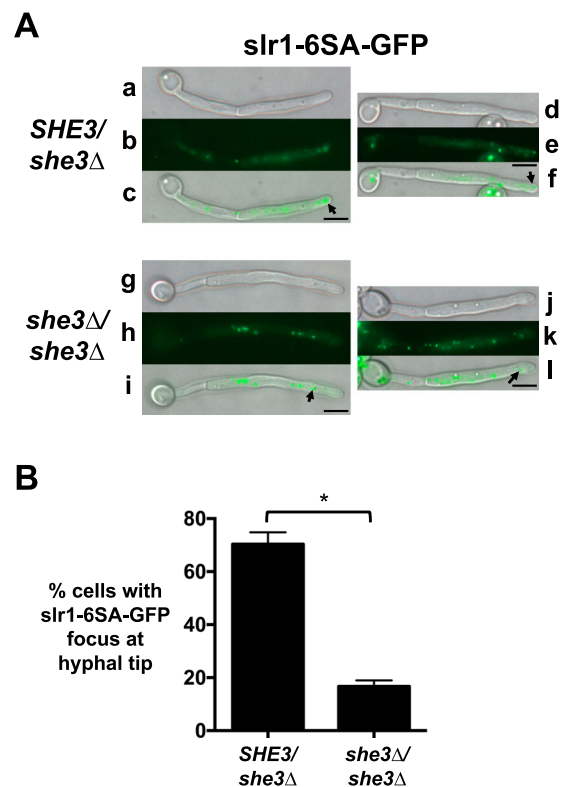 A
slr1-6SA-GFP
SHE3/
she3Δ
a
b
c
d
e
f
she3Δ/
she3Δ
g
h
i
j
k
l
B
*
% cells with
slr1-6SA-GFP
focus at
hyphal tip
80
60
40
20
0
SHE3/
she3Δ
she3Δ/
she3Δ